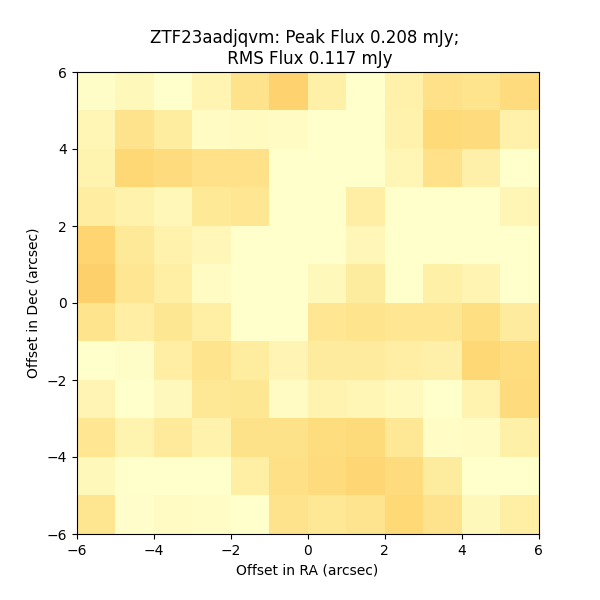 ZTF23aadjqvm: Peak Flux 0.208 mJy;
RMS Flux 0.117 mJy
6
4
2
0
−2
−4
−6
Offset in Dec (arcsec)
−6 −4 −2 0 2 4 6
Offset in RA (arcsec)